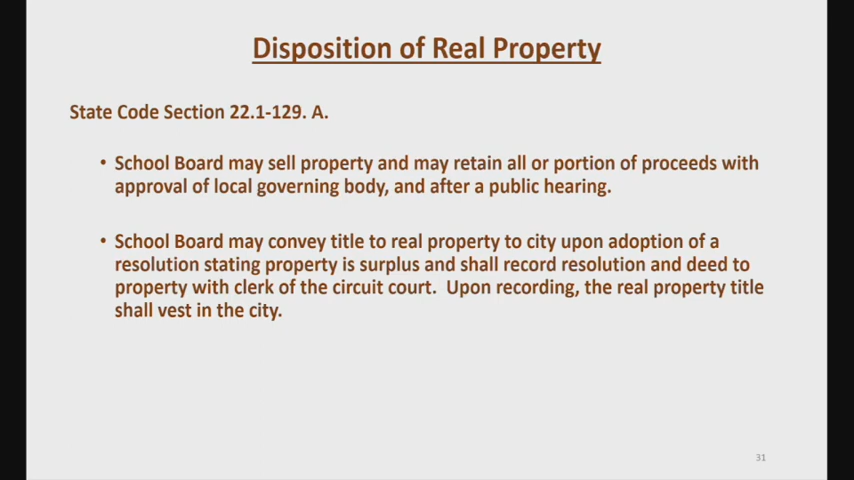 Disposition of Real Property
State Code Section 22.1-129. A.
• School Board may sell property and may retain all or portion of proceeds with
approval of local governing body, and after a public hearing.
• School Board may convey title to real property to city upon adoption of a
resolution stating property is surplus and shall record resolution and deed to
property with clerk of the circuit court.  Upon recording, the real property title
shall vest in the city.
31